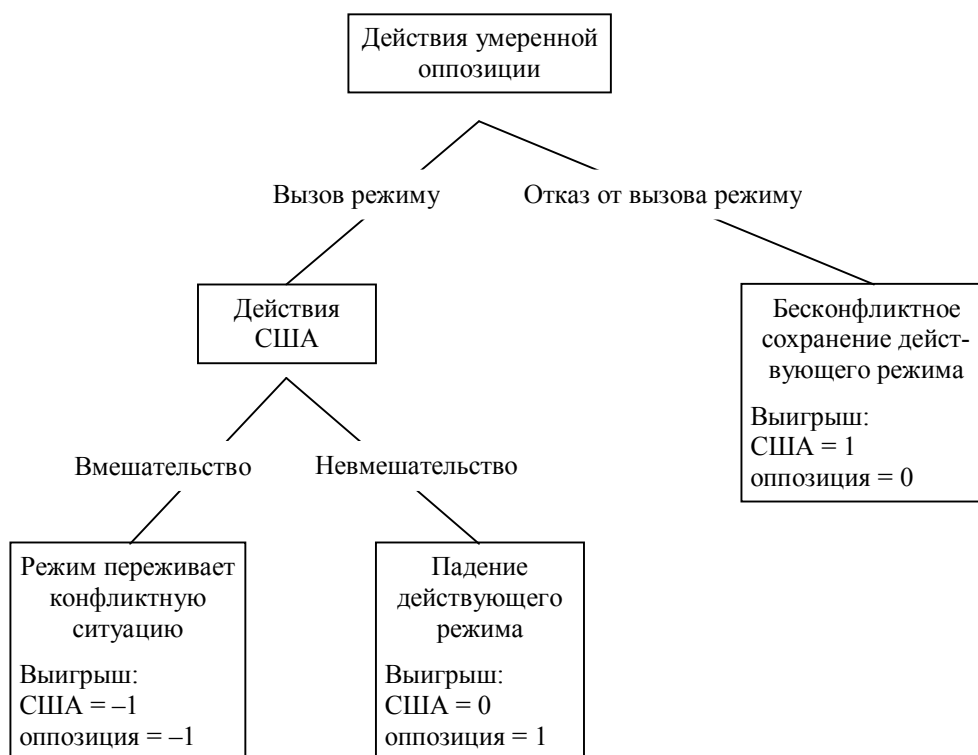 Действия умеренной
оппозиции
Вызов режиму
Отказ от вызова режиму
Действия
США
Бесконфликтное
сохранение дейст-
вующего режима
Выигрыш:
США = 1
оппозиция = 0
Вмешательство
Невмешательство
Режим переживает
конфликтную
ситуацию
Выигрыш:
США = –1
оппозиция = –1
Падение
действующего
режима
Выигрыш:
США = 0
оппозиция = 1